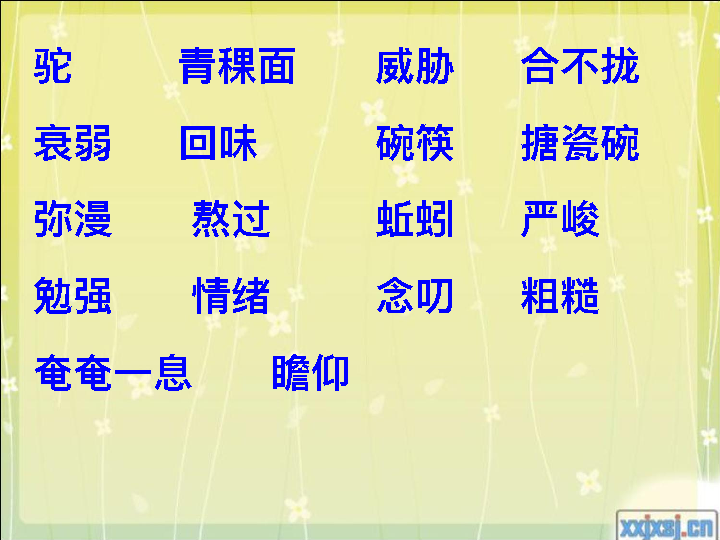 驼 青稞面 威胁 合不拢
衰弱 回味 碗筷 搪瓷碗
弥漫 熬过 蚯蚓 严峻
勉强 情绪 念叨 粗糙
奄奄一息 瞻仰
xxjxsj.cn